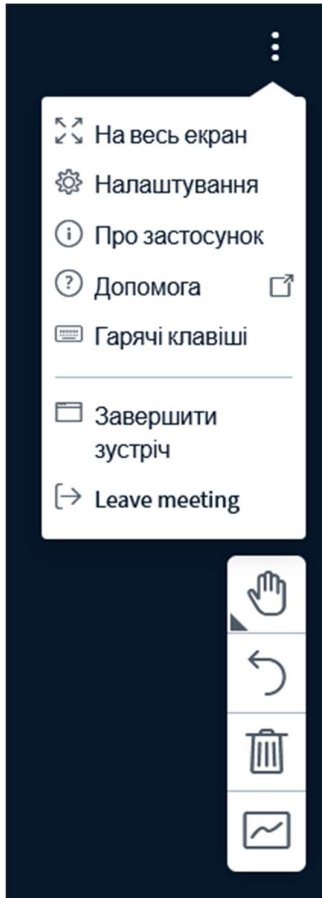 На весь екран
Налаштування
Про застосунок
Допомога
Гарячі клавіші
Завершити
зустріч
Leave meeting